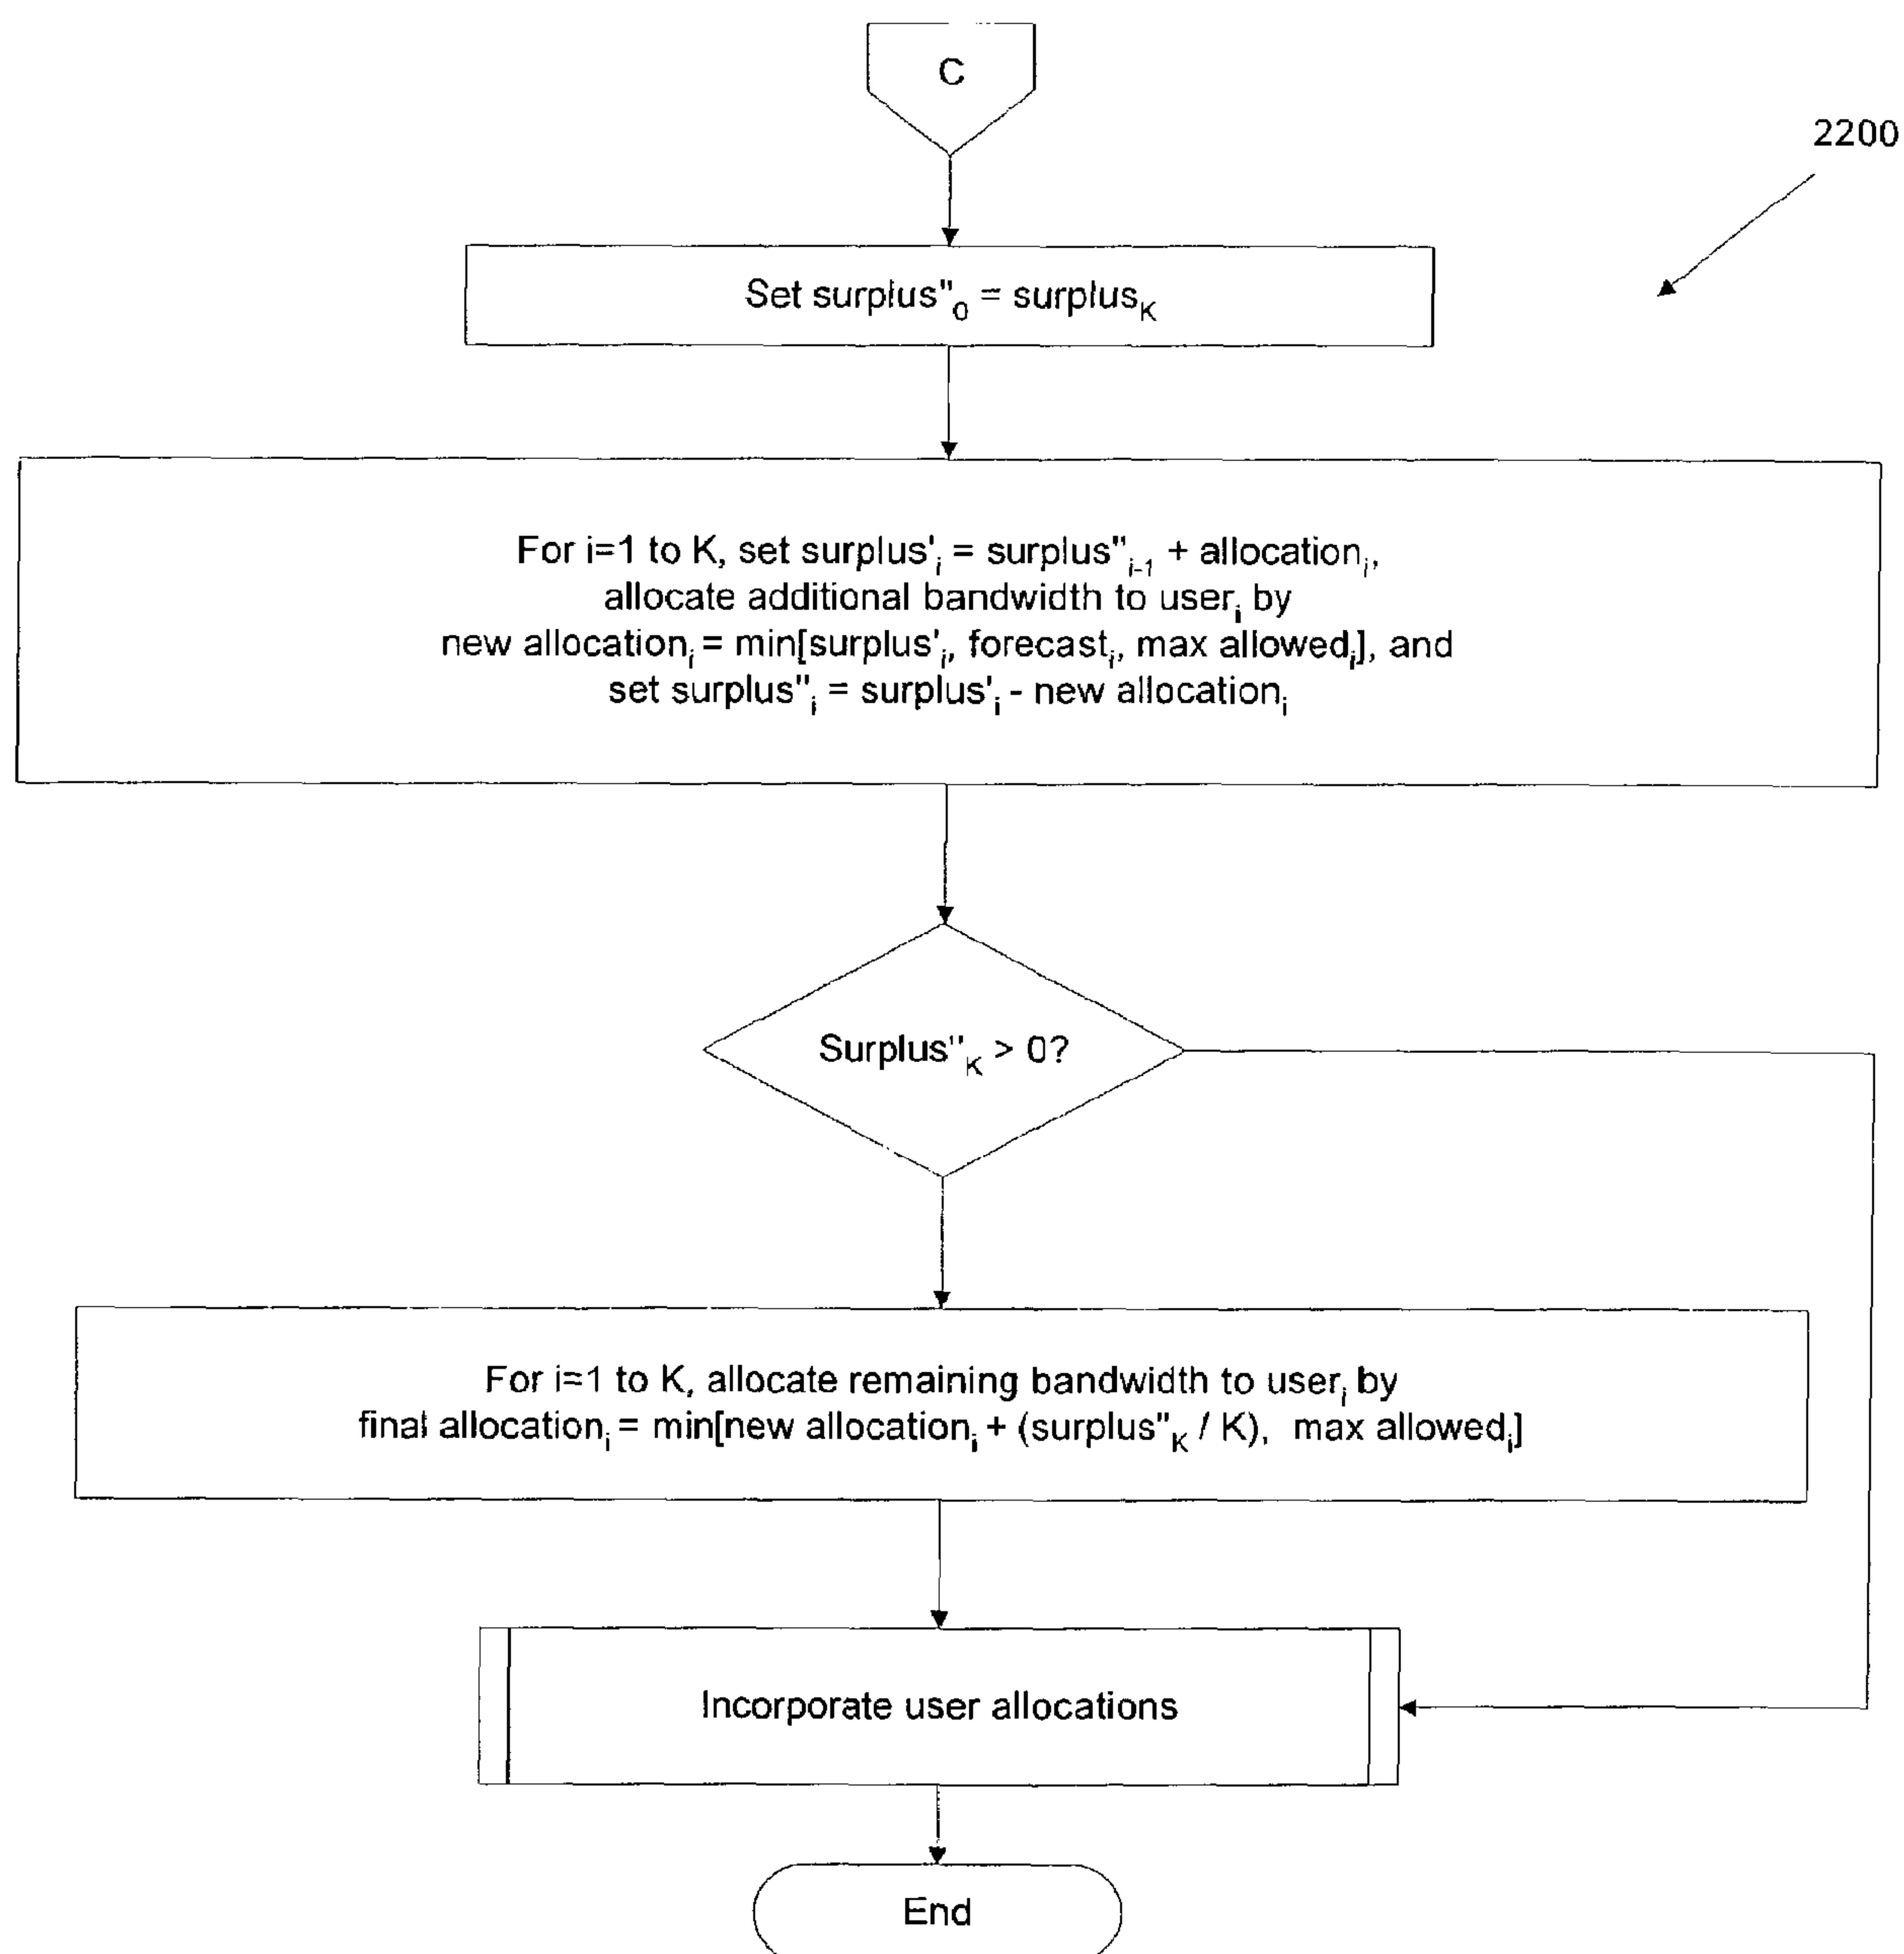 C
2200
Set surplus"₀ = surplusₖ
For i=1 to K, set surplus'ᵢ = surplus"ᵢ₋₁ + allocationᵢ,
allocate additional bandwidth to userᵢ by
new allocationᵢ = min[surplus'ᵢ, forecastᵢ, max allowedᵢ], and
set surplus"ᵢ = surplus'ᵢ - new allocationᵢ
Surplus"ₖ > 0?
For i=1 to K, allocate remaining bandwidth to userᵢ by
final allocationᵢ = min[new allocationᵢ + (surplus"ₖ / K), max allowedᵢ]
Incorporate user allocations
End